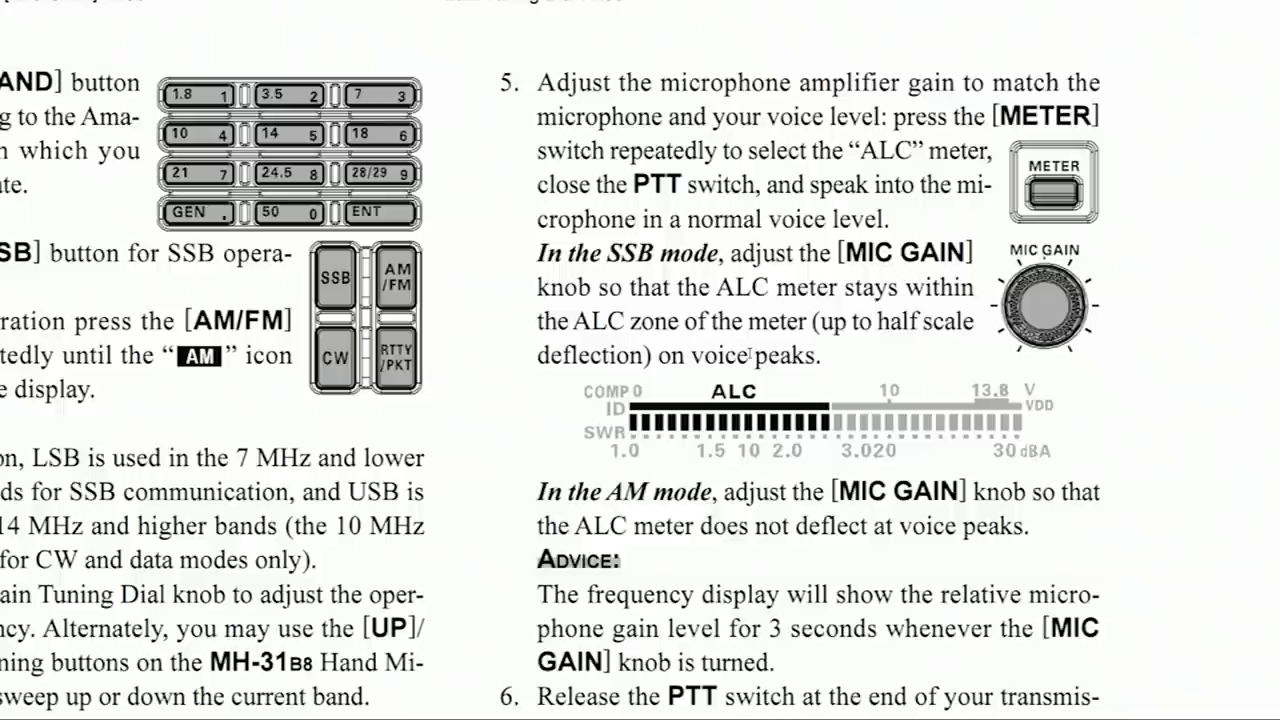 AND] button
g to the Ama-
which you
ate.
1.8 1 3.5 2 7 3
10 4 14 5 18 6
21 7 24.5 8 28/29 9
GEN . 50 0 ENT
SB] button for SSB opera-
ration press the [AM/FM]
tedly until the “AM” icon
e display.
SSB AM/FM
CW RTTY/PKT
on, LSB is used in the 7 MHz and lower
ds for SSB communication, and USB is
14 MHz and higher bands (the 10 MHz
for CW and data modes only).
ain Tuning Dial knob to adjust the oper-
ncy. Alternately, you may use the [UP]/
ning buttons on the MH-31B8 Hand Mi-
sweep up or down the current band.
5. Adjust the microphone amplifier gain to match the
microphone and your voice level: press the [METER]
switch repeatedly to select the “ALC” meter,
close the PTT switch, and speak into the mi-
crophone in a normal voice level.
METER
In the SSB mode, adjust the [MIC GAIN]
knob so that the ALC meter stays within
the ALC zone of the meter (up to half scale
deflection) on voice peaks.
MIC GAIN
COMP 0 ALC 10 13.8 V
ID VDD
SWR
1.0 1.5 10 2.0 3.020 30 dBA
In the AM mode, adjust the [MIC GAIN] knob so that
the ALC meter does not deflect at voice peaks.
ADVICE:
The frequency display will show the relative micro-
phone gain level for 3 seconds whenever the [MIC
GAIN] knob is turned.
6. Release the PTT switch at the end of your transmis-